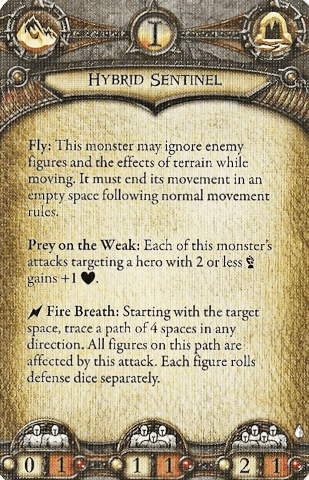 I
Hybrid Sentinel
Fly: This monster may ignore enemy
figures and the effects of terrain while
moving. It must end its movement in an
empty space following normal movement
rules.
Prey on the Weak: Each of this monster's
attacks targeting a hero with 2 or less
gains +1 ♥.
Fire Breath: Starting with the target
space, trace a path of 4 spaces in any
direction. All figures on this path are
affected by this attack. Each figure rolls
defense dice separately.
0 1 1 1 2 1